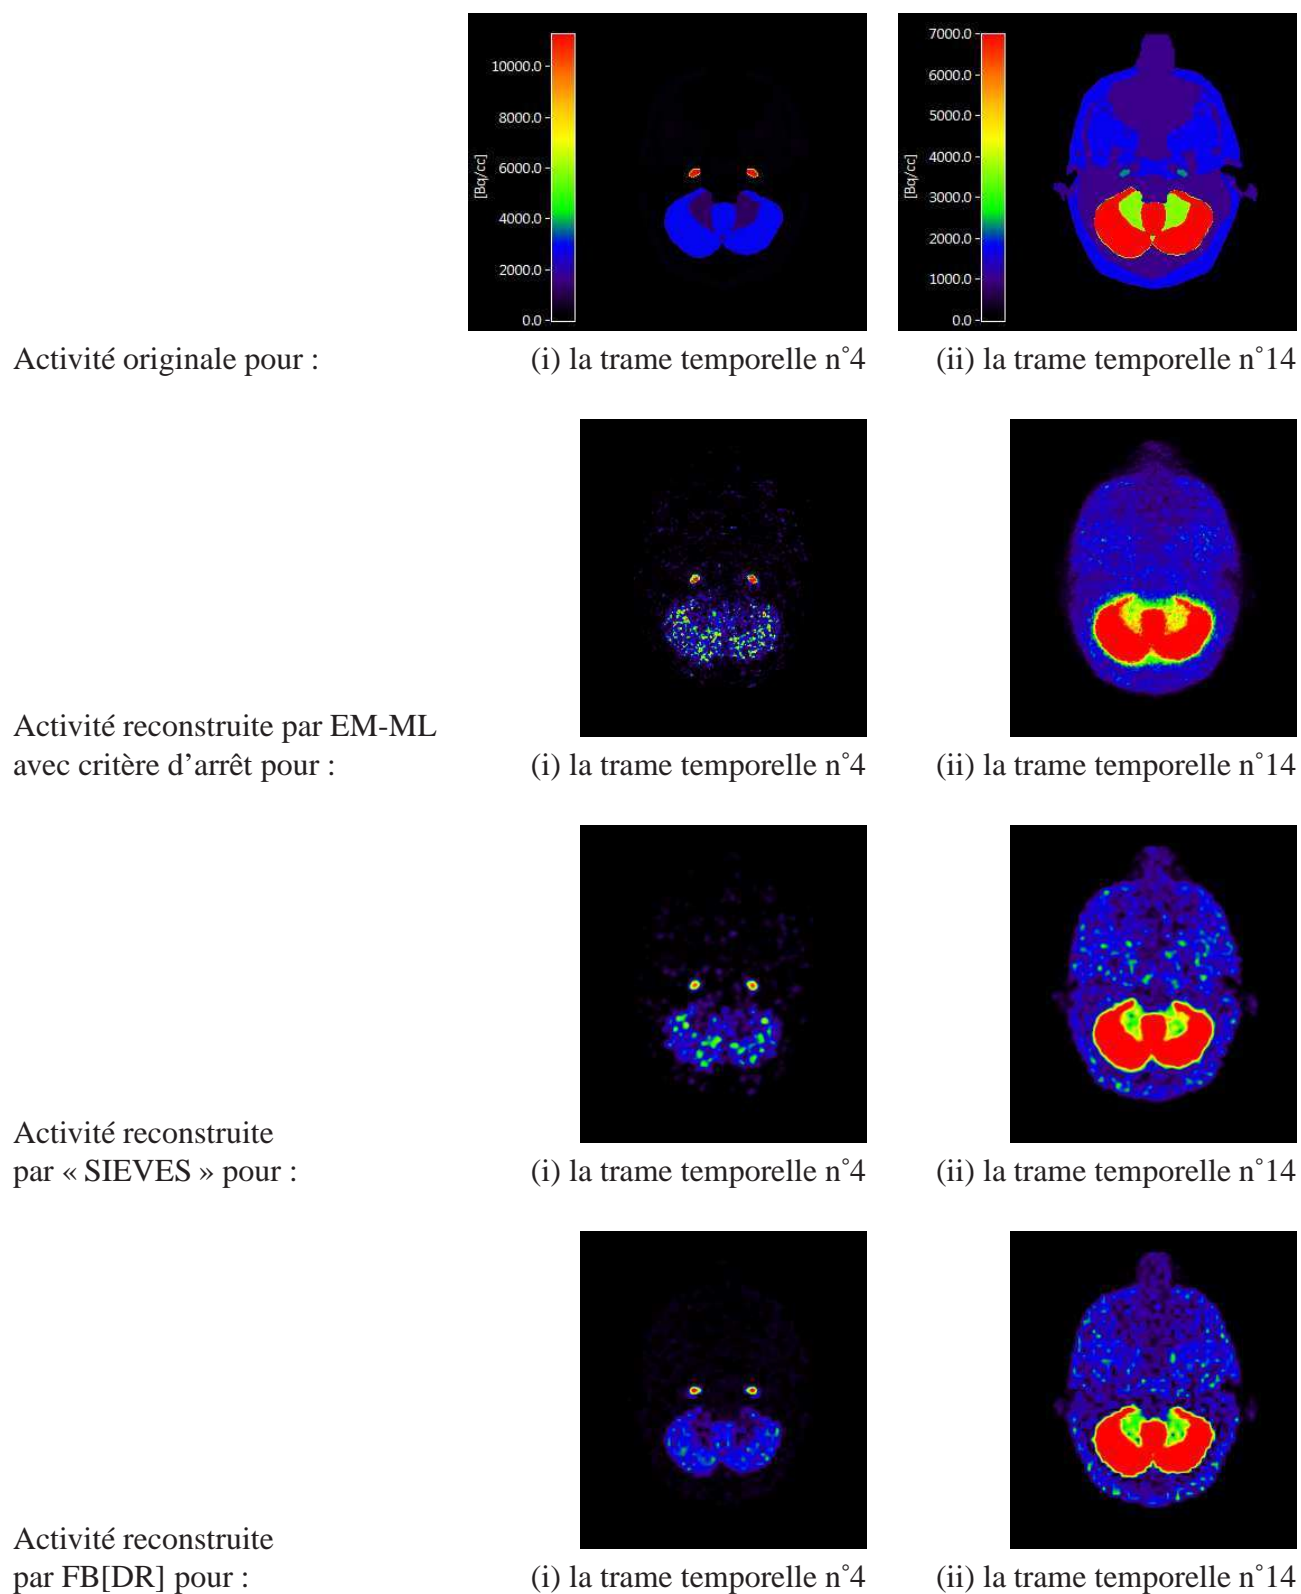 10000.0
8000.0
6000.0
4000.0
2000.0
0.0
[Bq/cc]
7000.0
6000.0
5000.0
4000.0
3000.0
2000.0
1000.0
0.0
[Bq/cc]
Activité originale pour :
(i) la trame temporelle n˚4
(ii) la trame temporelle n˚14
Activité reconstruite par EM-ML
avec critère d’arrêt pour :
(i) la trame temporelle n˚4
(ii) la trame temporelle n˚14
Activité reconstruite
par « SIEVES » pour :
(i) la trame temporelle n˚4
(ii) la trame temporelle n˚14
Activité reconstruite
par FB[DR] pour :
(i) la trame temporelle n˚4
(ii) la trame temporelle n˚14